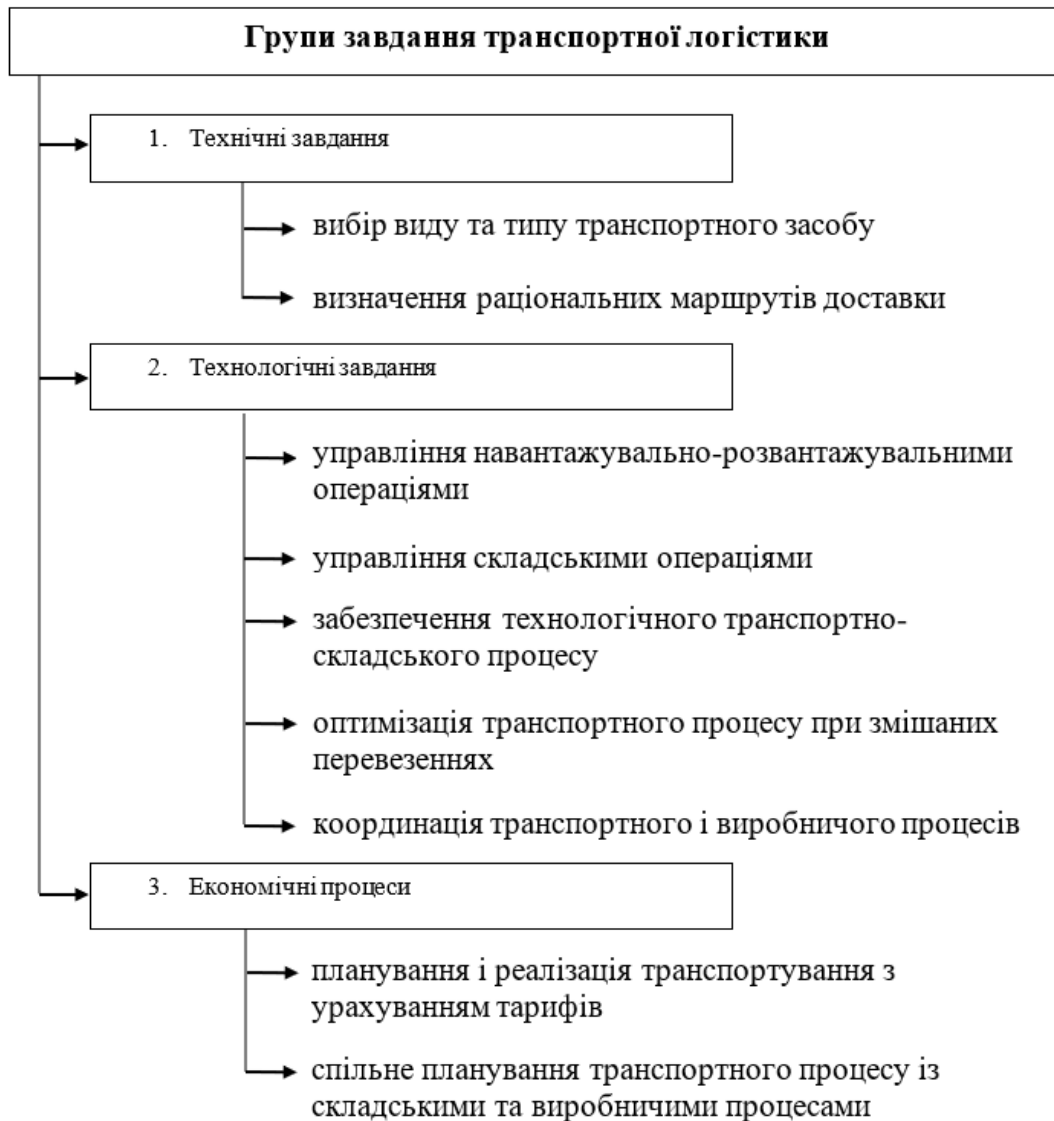 Групи завдання транспортної логістики
1. Технічні завдання
вибір виду та типу транспортного засобу
визначення раціональних маршрутів доставки
2. Технологічні завдання
управління навантажувально-розвантажувальними
операціями
управління складськими операціями
забезпечення технологічного транспортно-
складського процесу
оптимізація транспортного процесу при змішаних
перевезеннях
координація транспортного і виробничого процесів
3. Економічні процеси
планування і реалізація транспортування з
урахуванням тарифів
спільне планування транспортного процесу із
складськими та виробничими процесами